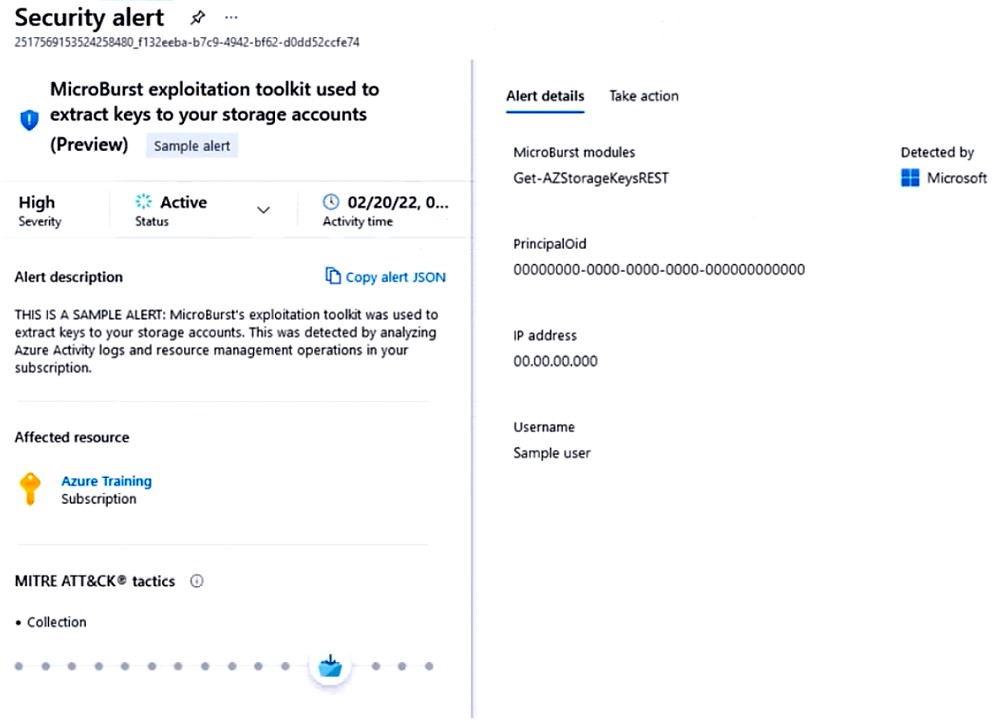 Security alert
2517569153524258480_f132eeba-b7c9-4942-bf62-d0dd52ccfe74
MicroBurst exploitation toolkit used to
extract keys to your storage accounts
(Preview) Sample alert
High
Severity
Active
Status
02/20/22, 0...
Activity time
Alert description
Copy alert JSON
THIS IS A SAMPLE ALERT: MicroBurst's exploitation toolkit was used to
extract keys to your storage accounts. This was detected by analyzing
Azure Activity logs and resource management operations in your
subscription.
Affected resource
Azure Training
Subscription
MITRE ATT&CK® tactics
• Collection
Alert details Take action
MicroBurst modules
Get-AZStorageKeysREST
Detected by
Microsoft
PrincipalOid
00000000-0000-0000-0000-000000000000
IP address
00.00.00.000
Username
Sample user